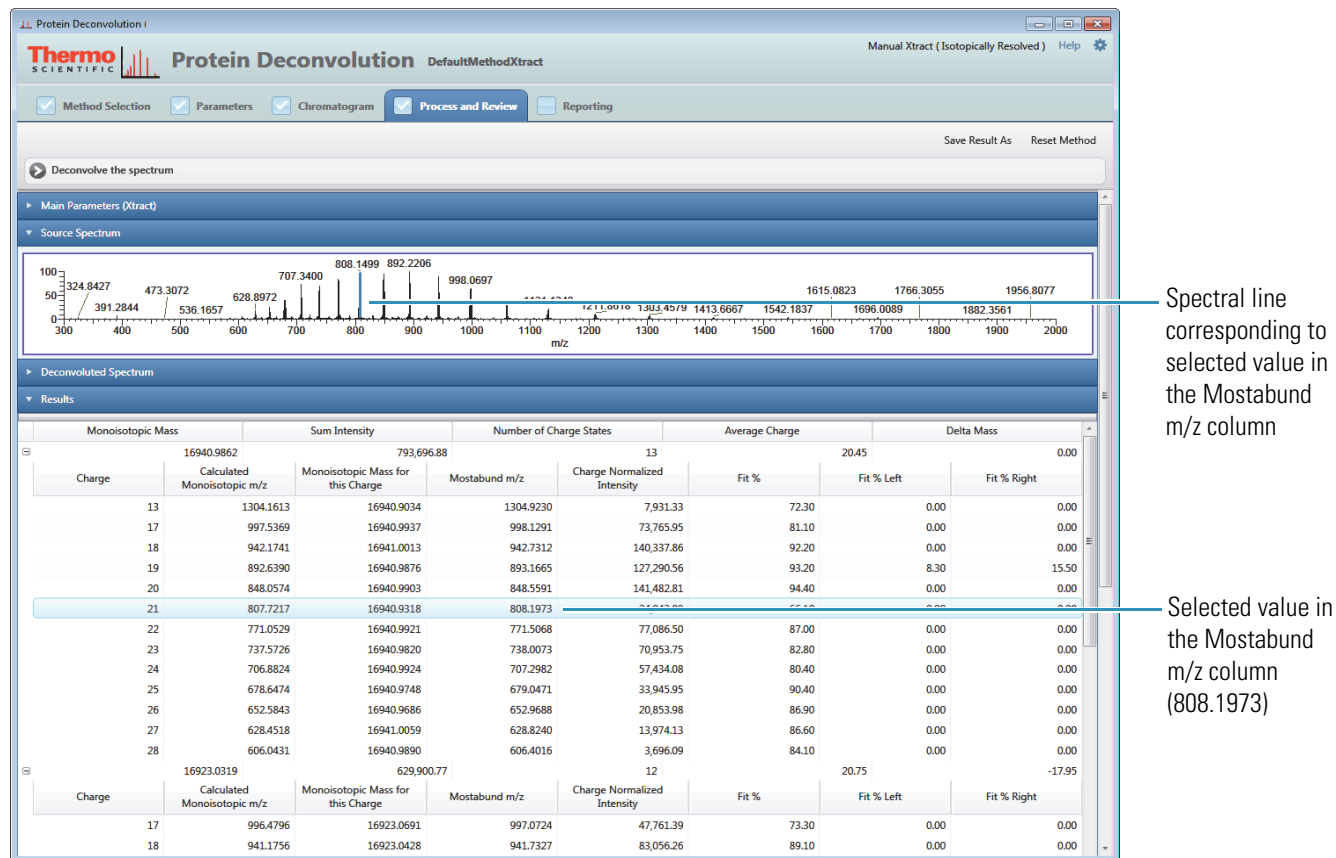 Protein Deconvolution
Thermo
SCIENTIFIC
Protein Deconvolution DefaultMethodXtract
Manual Xtract ( Isotopically Resolved ) Help
Method Selection Parameters Chromatogram Process and Review Reporting
Save Result As Reset Method
Deconvolve the spectrum
Main Parameters (Xtract)
Source Spectrum
808.1499 892.2206
707.3400 998.0697
100 324.8427 473.3072 628.8972 1615.0823 1766.3055 1956.8077
50 391.2844 536.1657 1303.4579 1413.6667 1542.1837 1696.0089 1882.3561
0
300 400 500 600 700 800 900 1000 1100 1200 1300 1400 1500 1600 1700 1800 1900 2000
m/z
Spectral line
corresponding to
selected value in
the Mostabund
m/z column
Deconvoluted Spectrum
Results
Monoisotopic Mass Sum Intensity Number of Charge States Average Charge Delta Mass
16940.9862 793,696.88 13 20.45 0.00
Charge Calculated Monoisotopic m/z Monoisotopic Mass for this Charge Mostabund m/z Charge Normalized Intensity Fit % Fit % Left Fit % Right
13 1304.1613 16940.9034 1304.9230 7,931.33 72.30 0.00 0.00
17 997.5369 16940.9937 998.1291 73,765.95 81.10 0.00 0.00
18 942.1741 16941.0013 942.7312 140,337.86 92.20 0.00 0.00
19 892.6390 16940.9876 893.1665 127,290.56 93.20 8.30 15.50
20 848.0574 16940.9903 848.5591 141,482.81 94.40 0.00 0.00
21 807.7217 16940.9318 808.1973
22 771.0529 16940.9921 771.5068 77,086.50 87.00 0.00 0.00
23 737.5726 16940.9820 738.0073 70,953.75 82.80 0.00 0.00
24 706.8824 16940.9924 707.2982 57,434.08 80.40 0.00 0.00
25 678.6474 16940.9748 679.0471 33,945.95 90.40 0.00 0.00
26 652.5843 16940.9686 652.9688 20,853.98 86.90 0.00 0.00
27 628.4518 16941.0059 628.8240 13,974.13 86.60 0.00 0.00
28 606.0431 16940.9890 606.4016 3,696.09 84.10 0.00 0.00
Selected value in
the Mostabund
m/z column
(808.1973)
16923.0319 629,900.77 12 20.75 -17.95
Charge Calculated Monoisotopic m/z Monoisotopic Mass for this Charge Mostabund m/z Charge Normalized Intensity Fit % Fit % Left Fit % Right
17 996.4796 16923.0691 997.0724 47,761.39 73.30 0.00 0.00
18 941.1756 16923.0428 941.7327 83,056.26 89.10 0.00 0.00